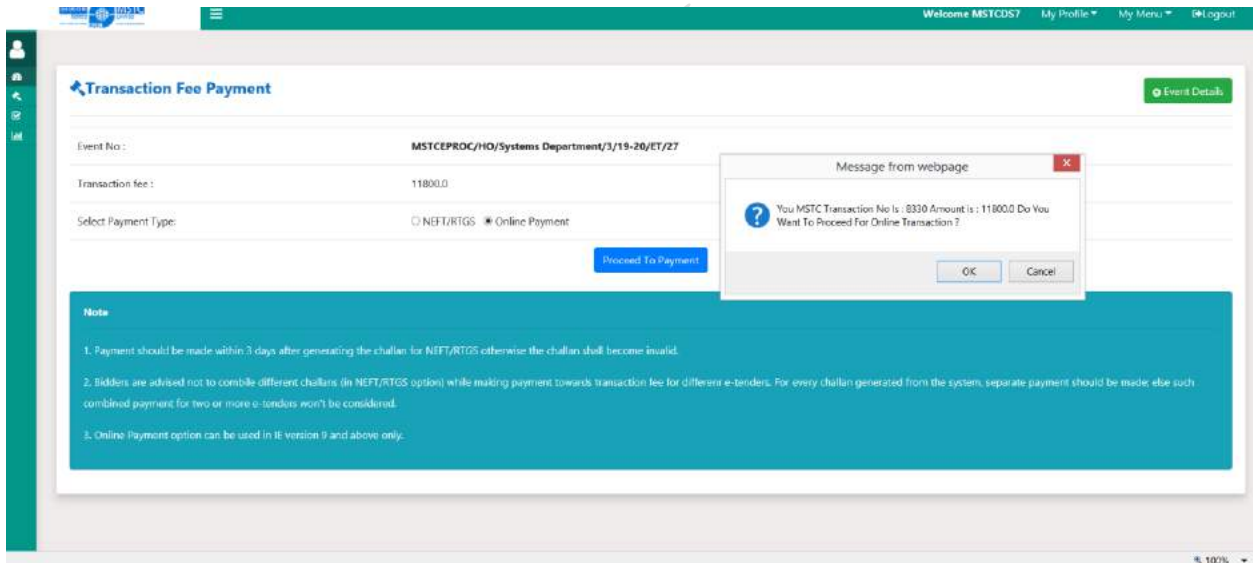 MSTC
Welcome MSTCDS7 My Profile My Menu Logout
Transaction Fee Payment
Event Details
Event No :
MSTCEPROC/HO/Systems Department/3/19-20/ET/27
Transaction fee :
11800.0
Select Payment Type:
NEFT/RTGS Online Payment
Proceed To Payment
Message from webpage
You MSTC Transaction No Is : 8330 Amount is : 11800.0 Do You
Want To Proceed For Online Transaction ?
OK Cancel
Note
1. Payment should be made within 3 days after generating the challan for NEFT/RTGS otherwise the challan shall become invalid.
2. Bidders are advised not to combile different challans (in NEFT/RTGS option) while making payment towards transaction fee for different e-tenders. For every challan generated from the system, separate payment should be made; else such
combined payment for two or more e-tenders won't be considered.
3. Online Payment option can be used in IE version 9 and above only.
100%